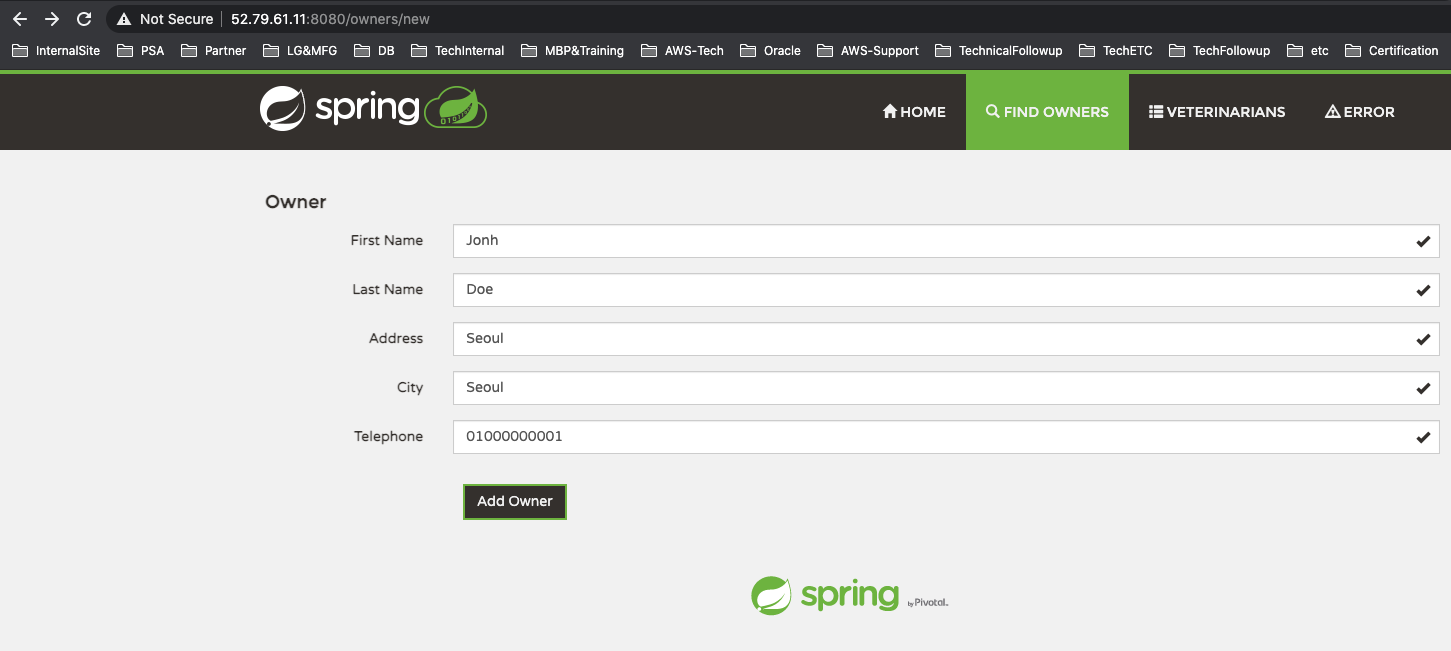 Not Secure 52.79.61.11:8080/owners/new
InternalSite PSA Partner LG&MFG DB TechInternal MBP&Training AWS-Tech Oracle AWS-Support TechnicalFollowup TechETC TechFollowup etc Certification
spring HOME FIND OWNERS VETERINARIANS ERROR
Owner
First Name Jonh
Last Name Doe
Address Seoul
City Seoul
Telephone 01000000001
Add Owner
spring by Pivotal.